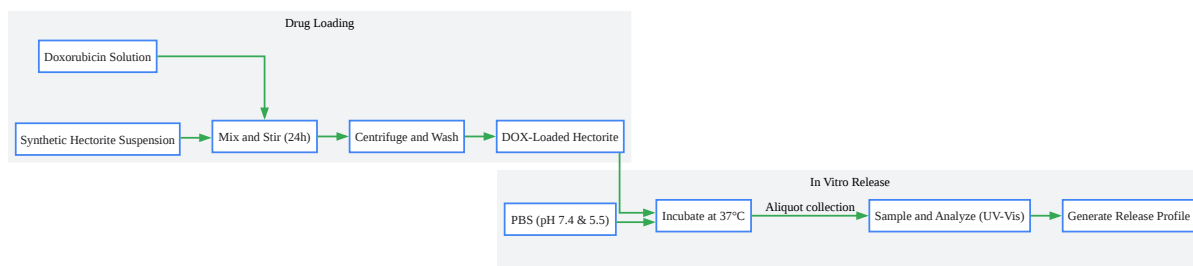 Drug Loading
Doxorubicin Solution
Synthetic Hectorite Suspension
Mix and Stir (24h)
Centrifuge and Wash
DOX-Loaded Hectorite
In Vitro Release
PBS (pH 7.4 & 5.5)
Incubate at 37°C
Aliquot collection
Sample and Analyze (UV-Vis)
Generate Release Profile